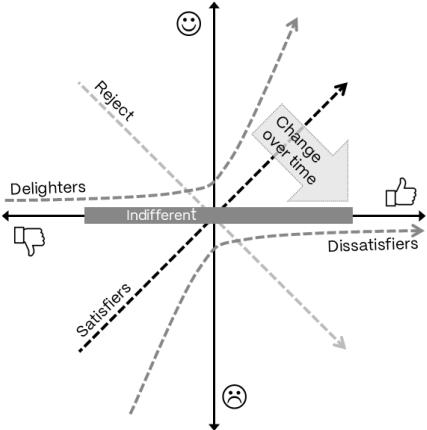 Reject
Change
over time
Delighters
Indifferent
Dissatisfiers
Satisfiers